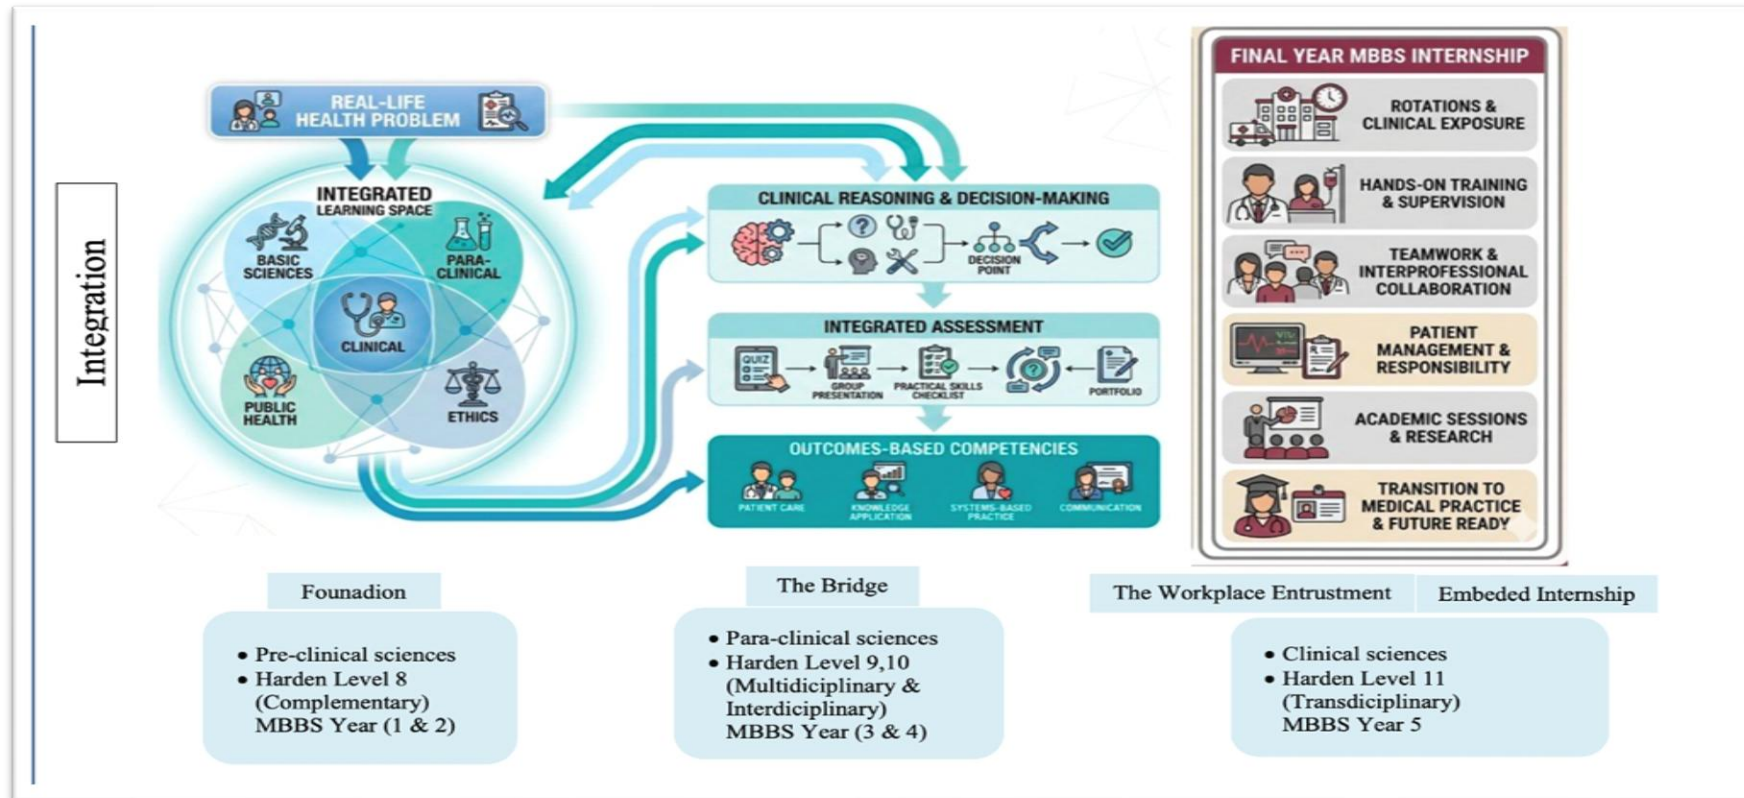 Integration
REAL-LIFE
HEALTH PROBLEM
INTEGRATED
LEARNING SPACE
BASIC
SCIENCES
PARA-
CLINICAL
CLINICAL
PUBLIC
HEALTH
ETHICS
CLINICAL REASONING & DECISION-MAKING
?
DECISION
POINT
INTEGRATED ASSESSMENT
QUIZ
?
GROUP
PRESENTATION
PRACTICAL SKILLS
CHECKLIST
PORTFOLIO
OUTCOMES-BASED COMPETENCIES
PATIENT CARE
KNOWLEDGE
APPLICATION
SYSTEMS-BASED
PRACTICE
COMMUNICATION
FINAL YEAR MBBS INTERNSHIP
ROTATIONS &
CLINICAL EXPOSURE
HANDS-ON TRAINING
& SUPERVISION
TEAMWORK &
INTERPROFESSIONAL
COLLABORATION
PATIENT
MANAGEMENT &
RESPONSIBILITY
ACADEMIC SESSIONS
& RESEARCH
TRANSITION TO
MEDICAL PRACTICE
& FUTURE READY
Founadion
• Pre-clinical sciences
• Harden Level 8
(Complementary)
MBBS Year (1 & 2)
The Bridge
• Para-clinical sciences
• Harden Level 9,10
(Multidiciplinary &
Interdiciplinary)
MBBS Year (3 & 4)
The Workplace Entrustment
Embeded Internship
• Clinical sciences
• Harden Level 11
(Transdiciplinary)
MBBS Year 5